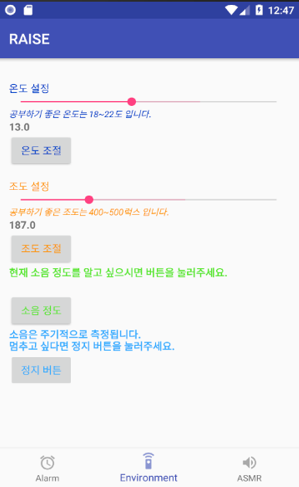 12:47
RAISE
온도 설정
공부하기 좋은 온도는 18~22도 입니다.
13.0
온도 조절
조도 설정
공부하기 좋은 조도는 400~500럭스 입니다.
187.0
조도 조절
현재 소음 정도를 알고 싶으시면 버튼을 눌러주세요.
소음 정도
소음은 주기적으로 측정됩니다.
멈추고 싶다면 정지 버튼을 눌러주세요.
정지 버튼
Alarm Environment ASMR